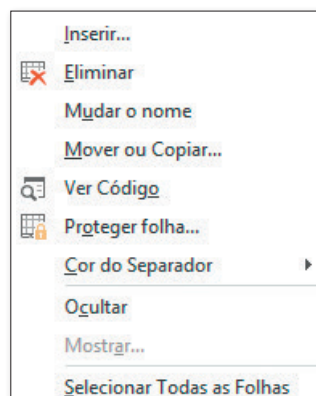 Inserir...
Eliminar
Mudar o nome
Mover ou Copiar...
Ver Código
Proteger folha...
Cor do Separador
Ocultar
Mostrar...
Selecionar Todas as Folhas